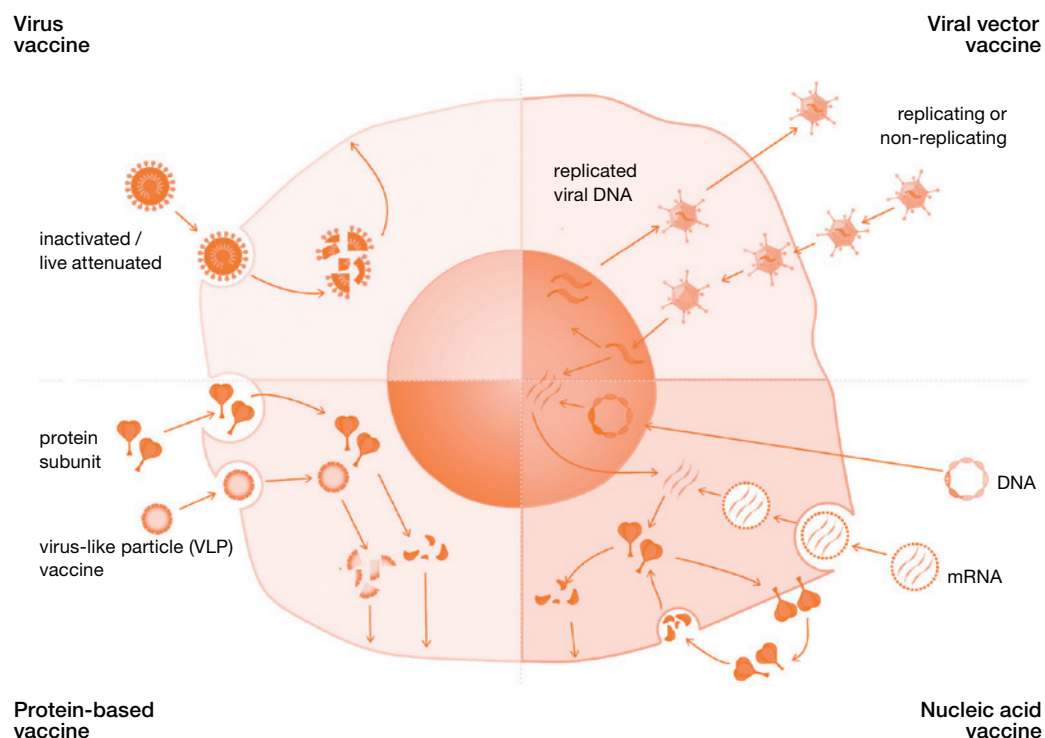 Virus
vaccine
Viral vector
vaccine
replicating or
non-replicating
replicated
viral DNA
inactivated /
live attenuated
protein
subunit
DNA
virus-like particle (VLP)
vaccine
mRNA
Protein-based
vaccine
Nucleic acid
vaccine